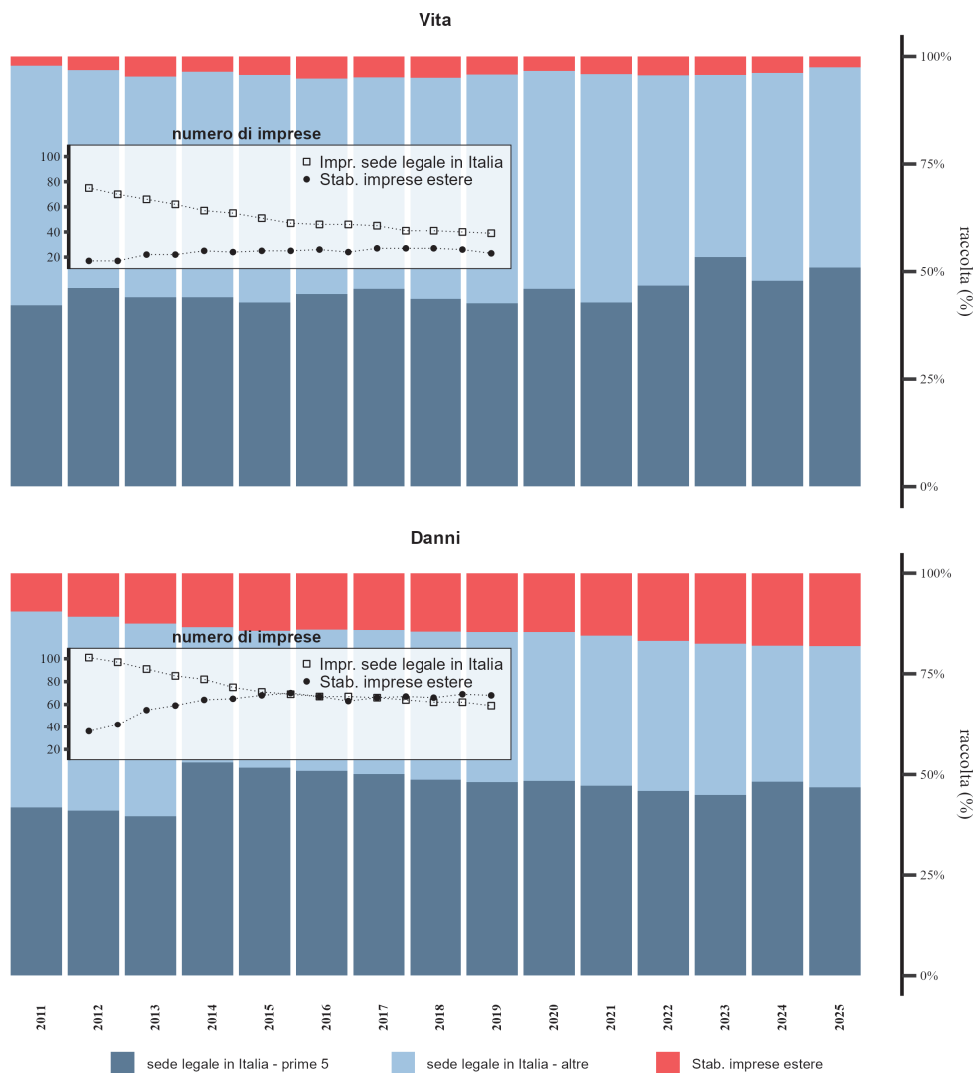 Vita
100%
75%
50%
25%
0%
raccolta (%)
numero di imprese
100
80
60
40
20
Impr. sede legale in Italia
Stab. imprese estere
Danni
100%
75%
50%
25%
0%
raccolta (%)
numero di imprese
100
80
60
40
20
Impr. sede legale in Italia
Stab. imprese estere
2011 2012 2013 2014 2015 2016 2017 2018 2019 2020 2021 2022 2023 2024 2025
sede legale in Italia - prime 5 sede legale in Italia - altre Stab. imprese estere